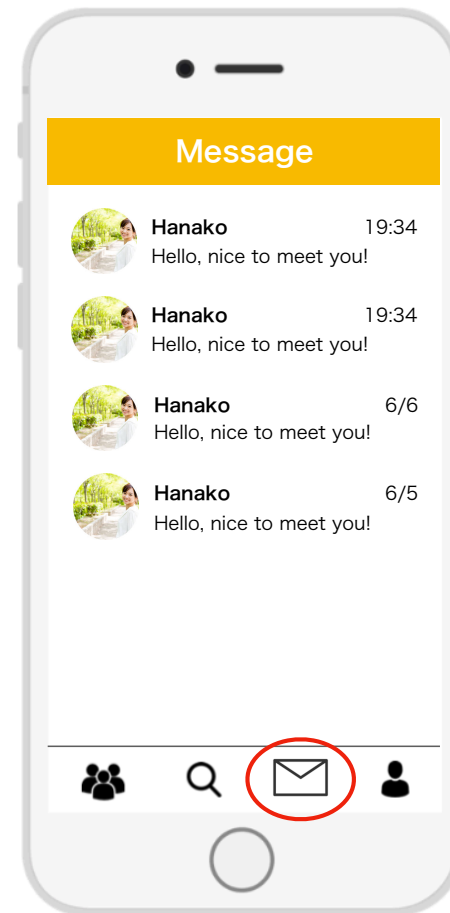 Message
Hanako 19:34
Hello, nice to meet you!
Hanako 19:34
Hello, nice to meet you!
Hanako 6/6
Hello, nice to meet you!
Hanako 6/5
Hello, nice to meet you!